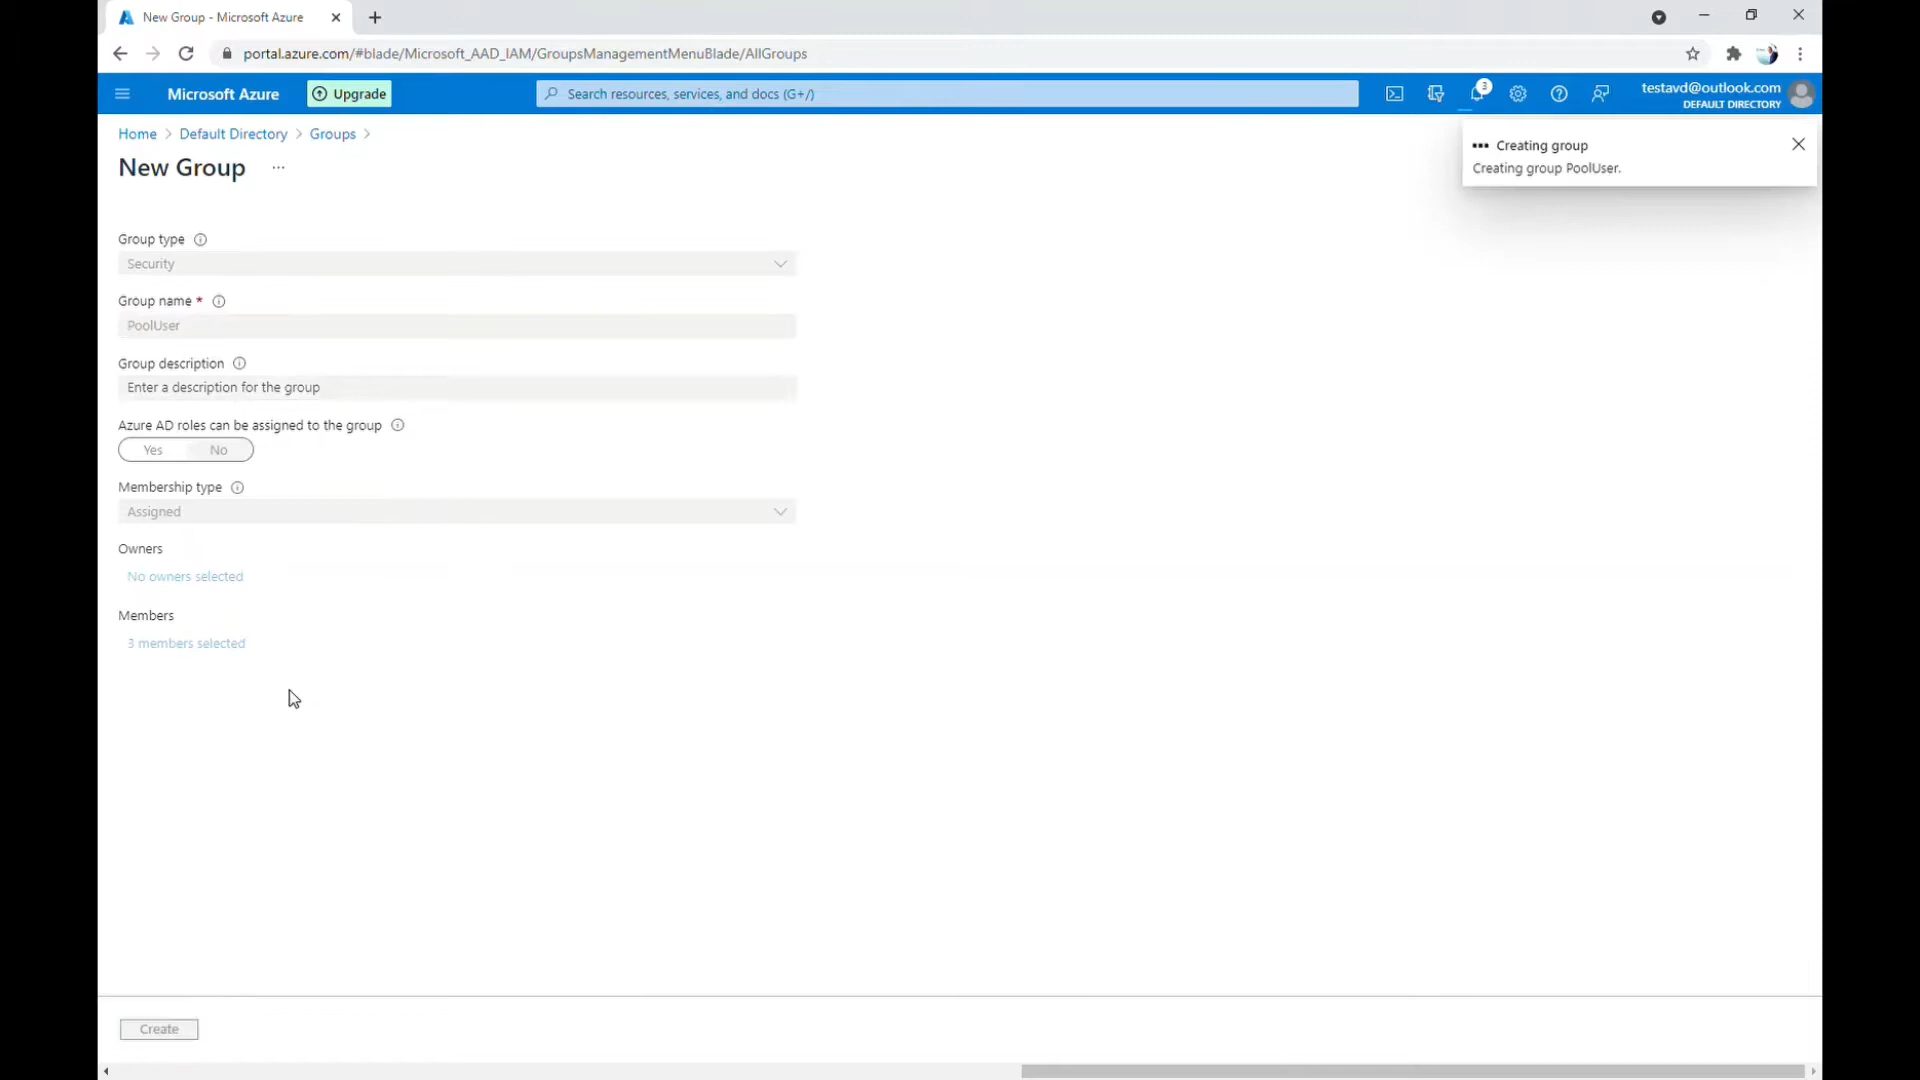 New Group - Microsoft Azure
portal.azure.com/#blade/Microsoft_AAD_IAM/GroupsManagementMenuBlade/AllGroups
Microsoft Azure
Upgrade
Search resources, services, and docs (G+/)
3
testavd@outlook.com
DEFAULT DIRECTORY
Home > Default Directory > Groups >
New Group
Creating group
Creating group PoolUser.
Group type
Security
Group name *
PoolUser
Group description
Enter a description for the group
Azure AD roles can be assigned to the group
Yes No
Membership type
Assigned
Owners
No owners selected
Members
3 members selected
Create